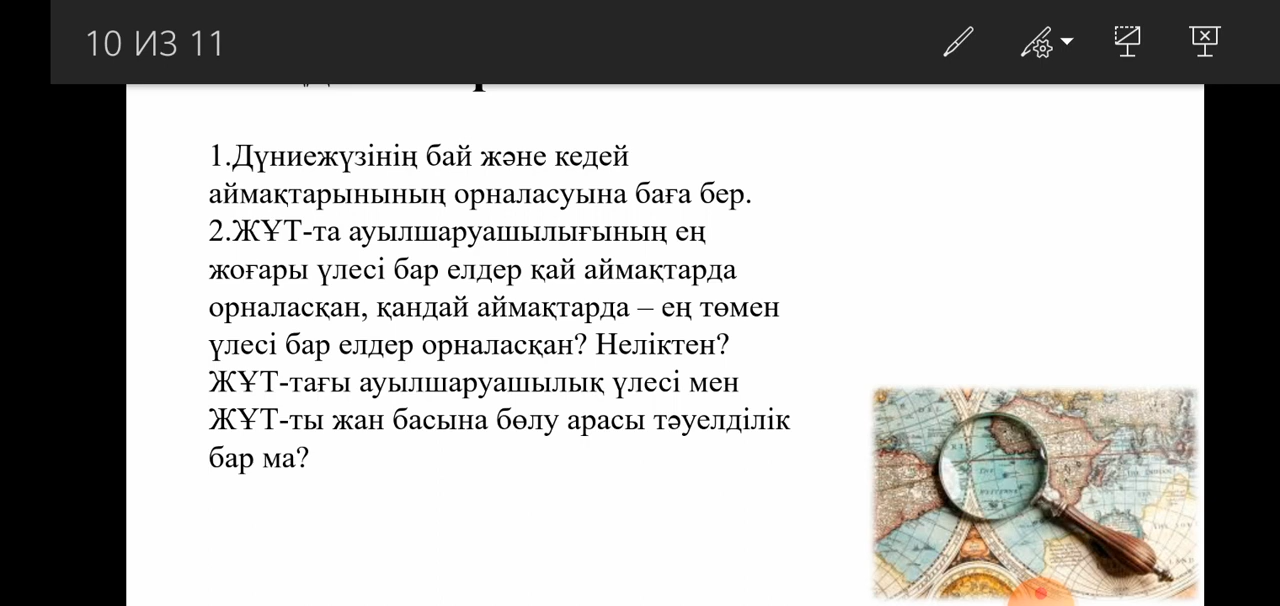 10 ИЗ 11
1.Дүниежүзінің бай және кедей
аймақтарынының орналасуына баға бер.
2.ЖҰТ-та ауылшаруашылығының ең
жоғары үлесі бар елдер қай аймақтарда
орналасқан, қандай аймақтарда – ең төмен
үлесі бар елдер орналасқан? Неліктен?
ЖҰТ-тағы ауылшаруашылық үлесі мен
ЖҰТ-ты жан басына бөлу арасы тәуелділік
бар ма?